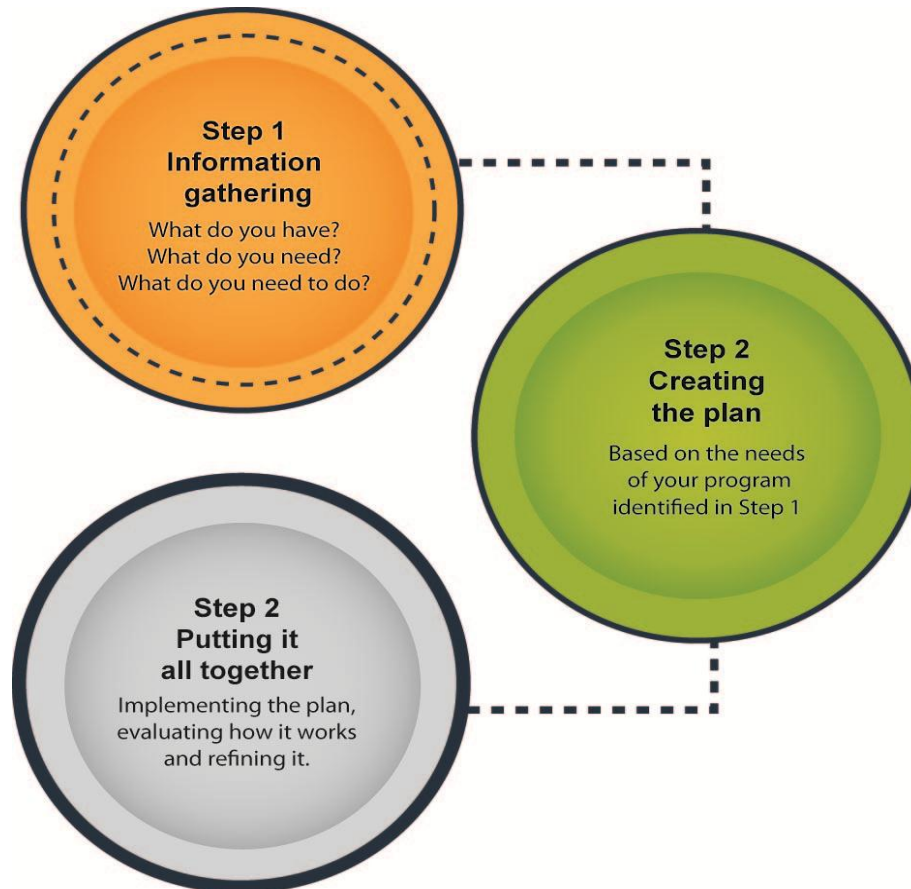 Step 1
Information
gathering
What do you have?
What do you need?
What do you need to do?
Step 2
Creating
the plan
Based on the needs
of your program
identified in Step 1
Step 2
Putting it
all together
Implementing the plan,
evaluating how it works
and refining it.